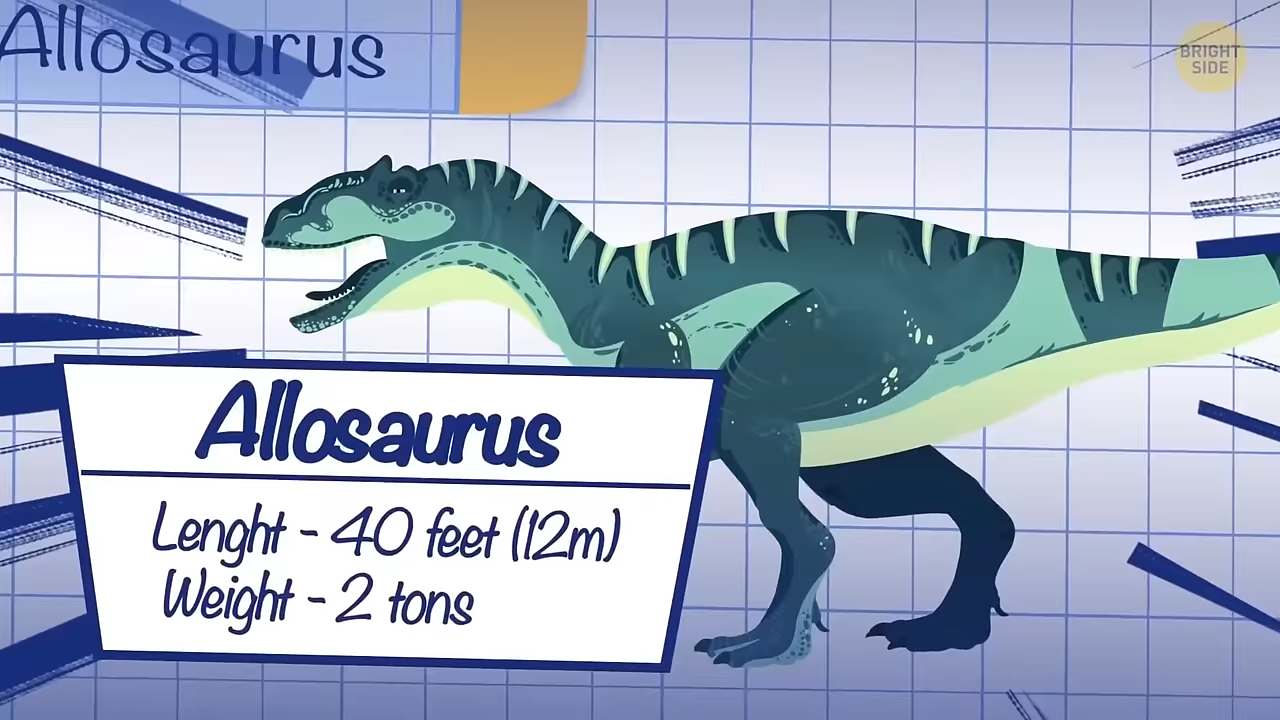 Allosaurus
BRIGHT
SIDE
Allosaurus
Lenght - 40 feet (12m)
Weight - 2 tons